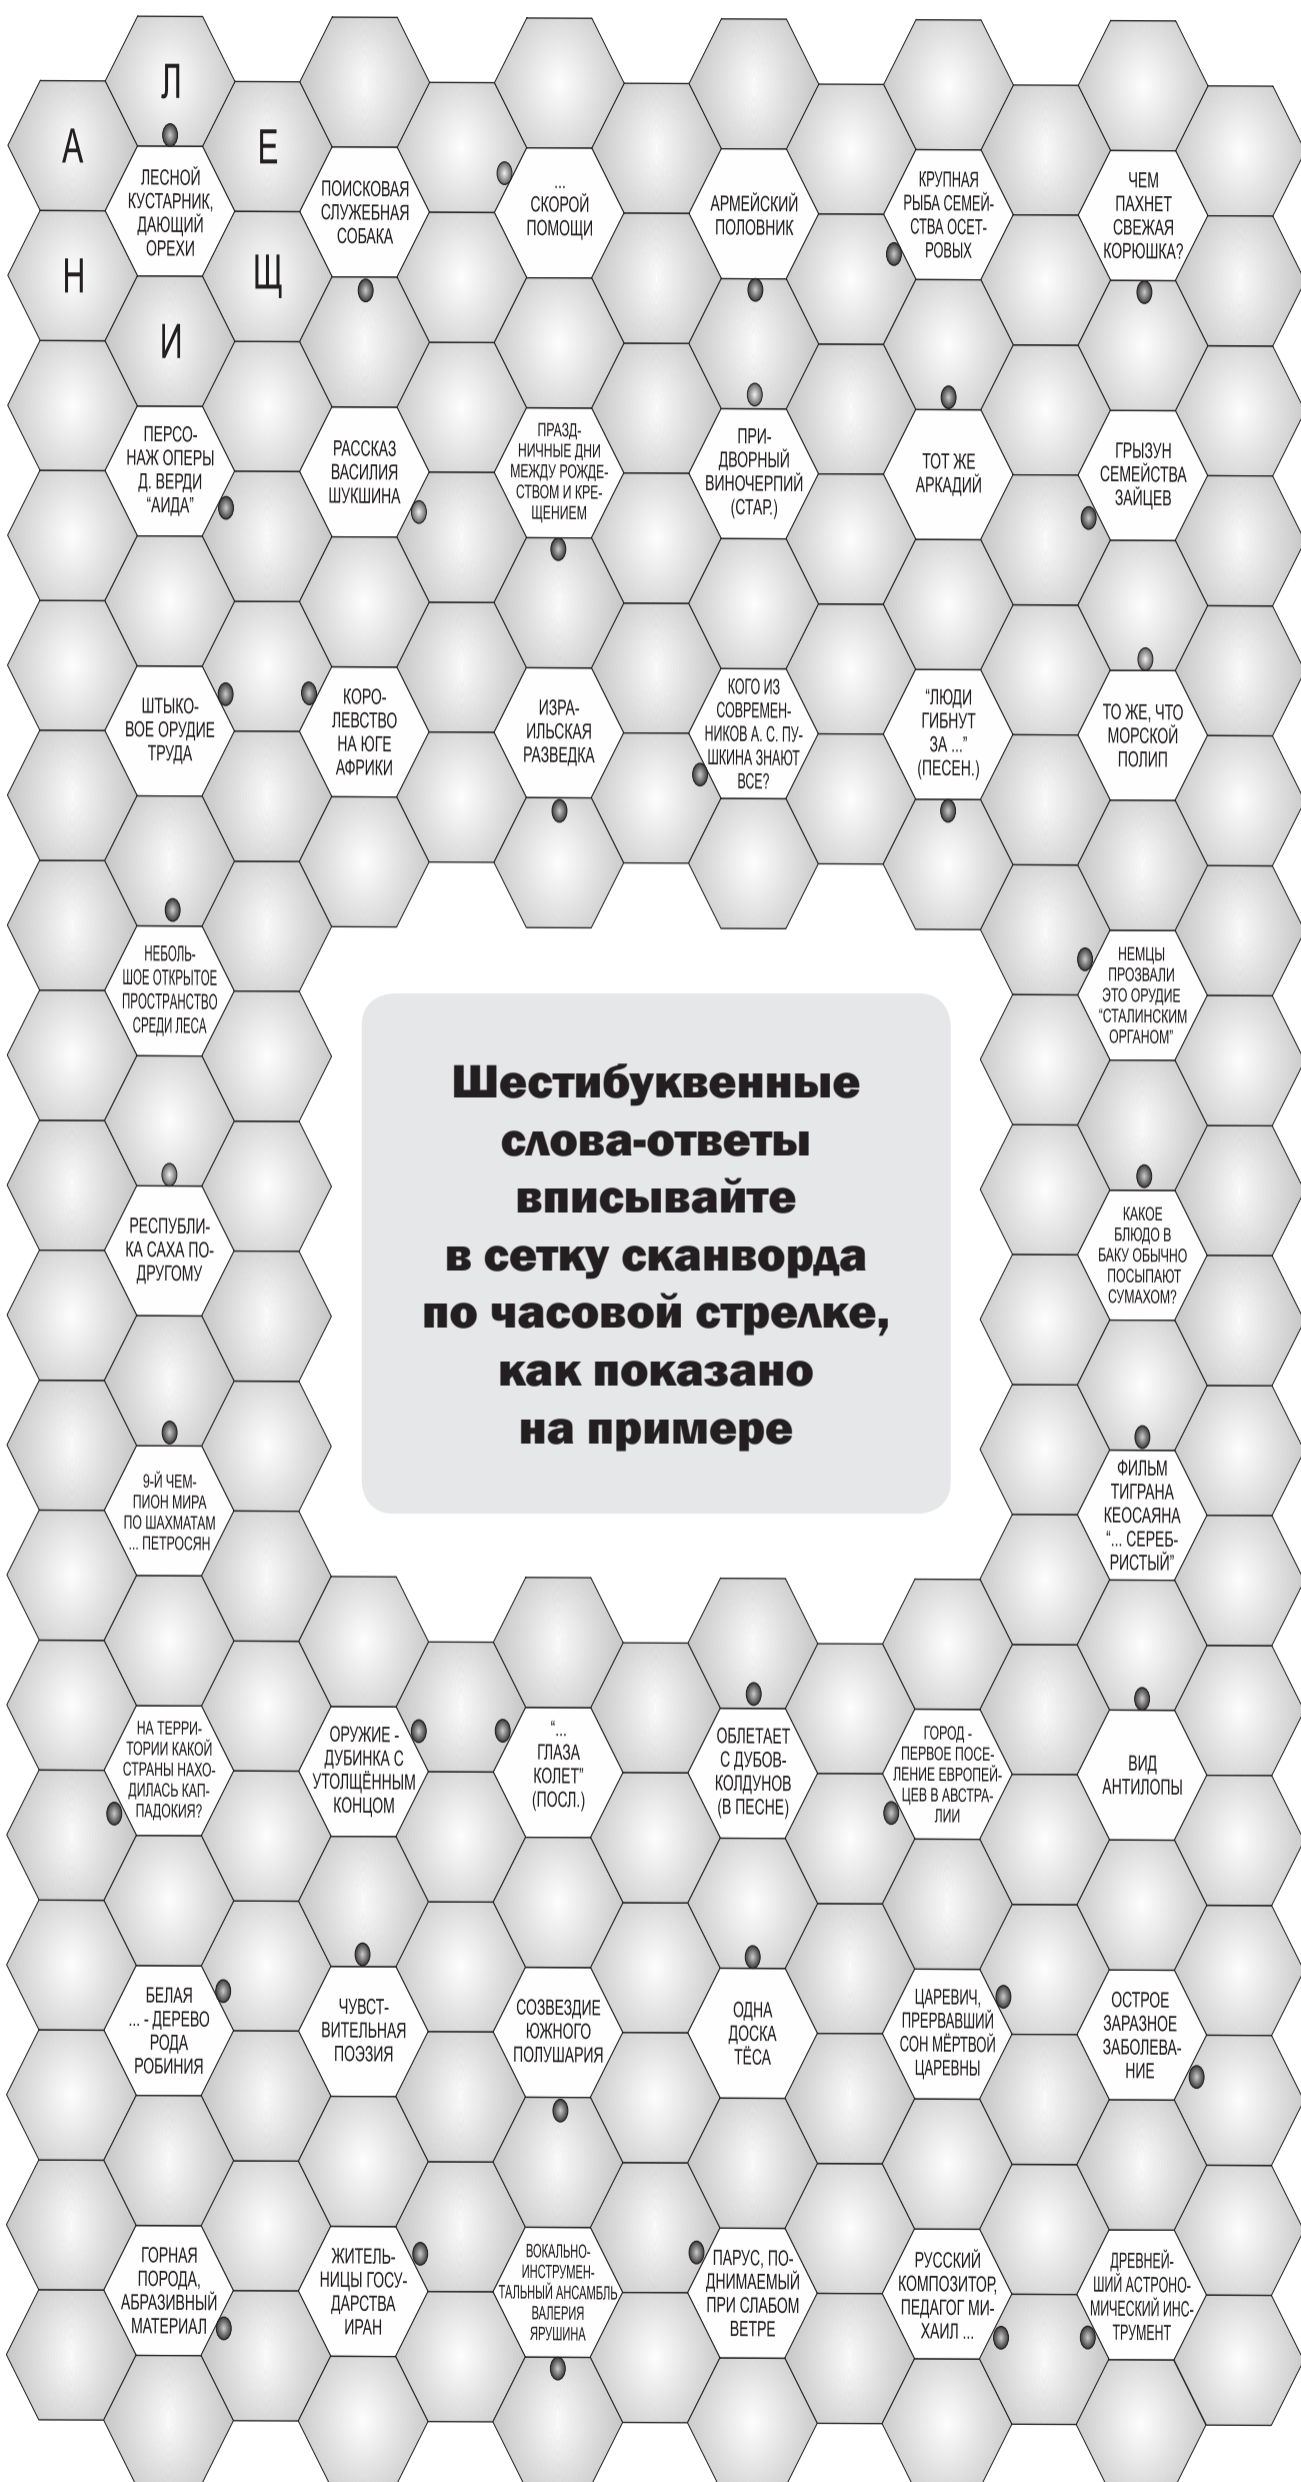 Л
А
Е
ЛЕСНОЙ
КУСТАРНИК,
ДАЮЩИЙ
ОРЕХИ
ПОИСКОВАЯ
СЛУЖЕБНАЯ
СОБАКА
...
СКОРОЙ
ПОМОЩИ
АРМЕЙСКИЙ
ПОЛОВНИК
КРУПНАЯ
РЫБА СЕМЕЙ-
СТВА ОСЕТ-
РОВЫХ
ЧЕМ
ПАХНЕТ
СВЕЖАЯ
КОРЮШКА?
Н
Щ
И
ПЕРСО-
НАЖ ОПЕРЫ
Д. ВЕРДИ
“АИДА”
РАССКАЗ
ВАСИЛИЯ
ШУКШИНА
ПРАЗД-
НИЧНЫЕ ДНИ
МЕЖДУ РОЖДЕ-
СТВОМ И КРЕ-
ЩЕНИЕМ
ПРИ-
ДВОРНЫЙ
ВИНОЧЕРПИЙ
(СТАР.)
ТОТ ЖЕ
АРКАДИЙ
ГРЫЗУН
СЕМЕЙСТВА
ЗАЙЦЕВ
ШТЫКО-
ВОЕ ОРУДИЕ
ТРУДА
КОРО-
ЛЕВСТВО
НА ЮГЕ
АФРИКИ
ИЗРА-
ИЛЬСКАЯ
РАЗВЕДКА
КОГО ИЗ
СОВРЕМЕН-
НИКОВ А. С. ПУ-
ШКИНА ЗНАЮТ
ВСЕ?
“ЛЮДИ
ГИБНУТ
ЗА ...”
(ПЕСЕН.)
ТО ЖЕ, ЧТО
МОРСКОЙ
ПОЛИП
НЕБОЛЬ-
ШОЕ ОТКРЫТОЕ
ПРОСТРАНСТВО
СРЕДИ ЛЕСА
НЕМЦЫ
ПРОЗВАЛИ
ЭТО ОРУДИЕ
“СТАЛИНСКИМ
ОРГАНОМ”
Шестибуквенные
слова-ответы
вписывайте
в сетку сканворда
по часовой стрелке,
как показано
на примере
РЕСПУБЛИ-
КА САХА ПО-
ДРУГОМУ
КАКОЕ
БЛЮДО В
БАКУ ОБЫЧНО
ПОСЫПАЮТ
СУМАХОМ?
9-Й ЧЕМ-
ПИОН МИРА
ПО ШАХМАТАМ
... ПЕТРОСЯН
ФИЛЬМ
ТИГРАНА
КЕОСАЯНА
“... СЕРЕБ-
РИСТЫЙ”
НА ТЕРРИ-
ТОРИИ КАКОЙ
СТРАНЫ НАХО-
ДИЛАСЬ КАП-
ПАДОКИЯ?
ОРУЖИЕ -
ДУБИНКА С
УТОЛЩЁННЫМ
КОНЦОМ
“...
ГЛАЗА
КОЛЕТ”
(ПОСЛ.)
ОБЛЕТАЕТ
С ДУБОВ-
КОЛДУНОВ
(В ПЕСНЕ)
ГОРОД -
ПЕРВОЕ ПОСЕ-
ЛЕНИЕ ЕВРОПЕЙ-
ЦЕВ В АВСТРА-
ЛИИ
ВИД
АНТИЛОПЫ
БЕЛАЯ
... - ДЕРЕВО
РОДА
РОБИНИЯ
ЧУВСТ-
ВИТЕЛЬНАЯ
ПОЭЗИЯ
СОЗВЕЗДИЕ
ЮЖНОГО
ПОЛУШАРИЯ
ОДНА
ДОСКА
ТЁСА
ЦАРЕВИЧ,
ПРЕРВАВШИЙ
СОН МЁРТВОЙ
ЦАРЕВНЫ
ОСТРОЕ
ЗАРАЗНОЕ
ЗАБОЛЕВА-
НИЕ
ГОРНАЯ
ПОРОДА,
АБРАЗИВНЫЙ
МАТЕРИАЛ
ЖИТЕЛЬ-
НИЦЫ ГОСУ-
ДАРСТВА
ИРАН
ВОКАЛЬНО-
ИНСТРУМЕН-
ТАЛЬНЫЙ АНСАМБЛЬ
ВАЛЕРИЯ
ЯРУШИНА
ПАРУС, ПО-
ДНИМАЕМЫЙ
ПРИ СЛАБОМ
ВЕТРЕ
РУССКИЙ
КОМПОЗИТОР,
ПЕДАГОГ МИ-
ХАИЛ ...
ДРЕВНЕЙ-
ШИЙ АСТРОНО-
МИЧЕСКИЙ ИНС-
ТРУМЕНТ